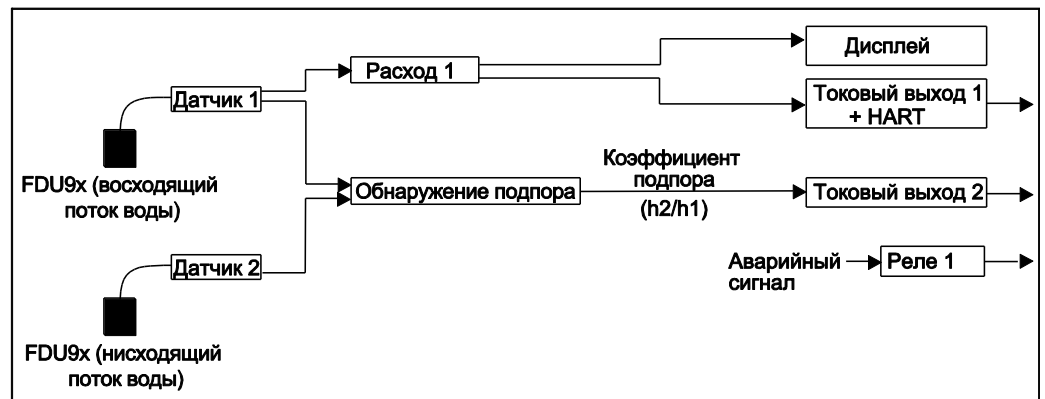 Дисплей
Расход 1
Датчик 1
Токовый выход 1
+ HART
FDU9x (восходящий
поток воды)
Коэффициент
подпора
(h2/h1)
Обнаружение подпора
Токовый выход 2
Датчик 2
Аварийный
сигнал
Реле 1
FDU9x (нисходящий
поток воды)